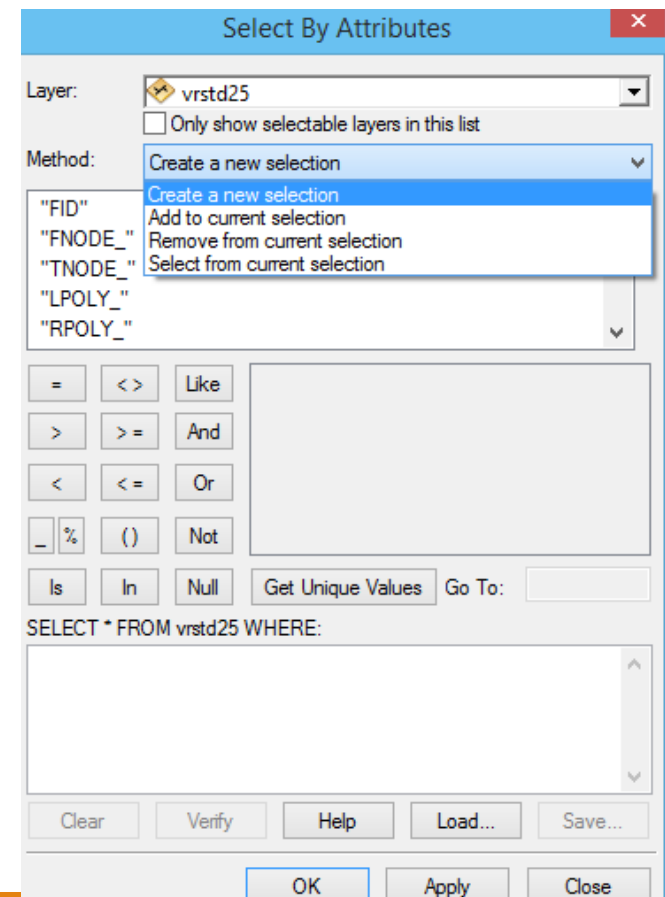 Select By Attributes
Layer: vrstd25
Only show selectable layers in this list
Method: Create a new selection
Create a new selection
Add to current selection
Remove from current selection
Select from current selection
"FID"
"FNODE_"
"TNODE_"
"LPOLY_"
"RPOLY_"
= < > Like
> > = And
< < = Or
_ % ( ) Not
Is In Null Get Unique Values Go To:
SELECT * FROM vrstd25 WHERE:
Clear Verify Help Load... Save...
OK Apply Close